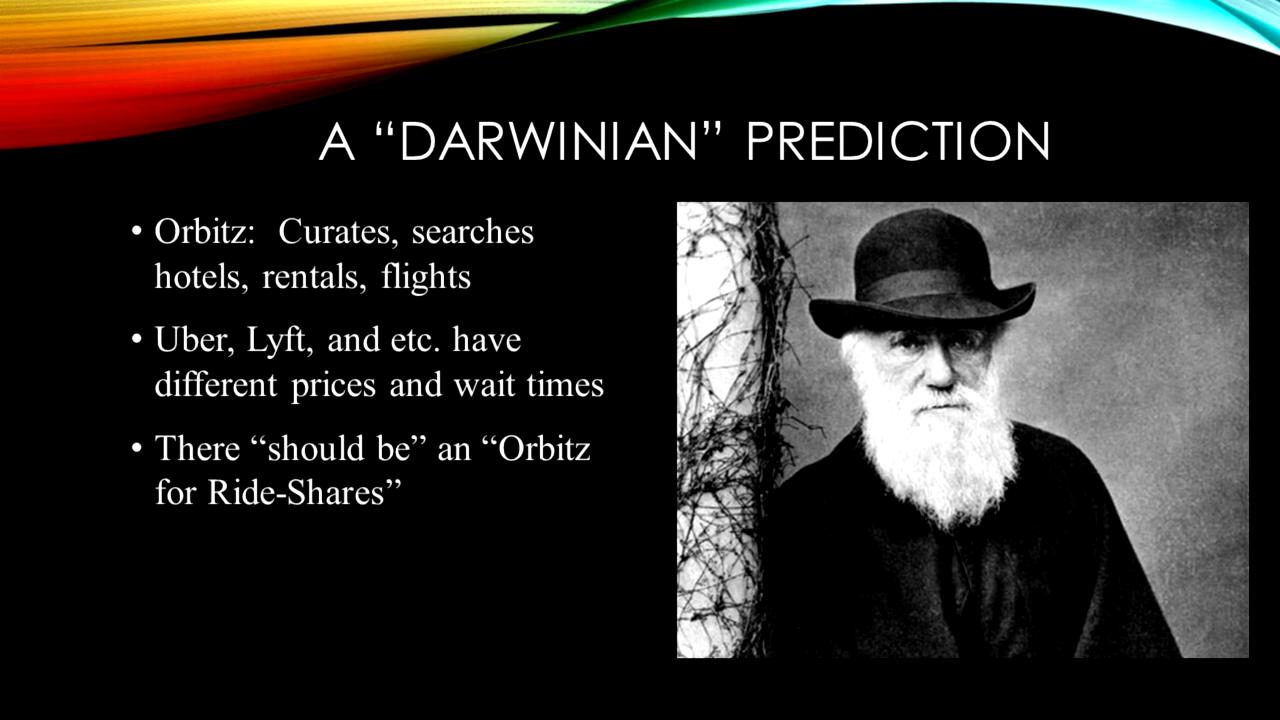 A “DARWINIAN” PREDICTION
• Orbitz:  Curates, searches
hotels, rentals, flights
• Uber, Lyft, and etc. have
different prices and wait times
• There “should be” an “Orbitz
for Ride-Shares”